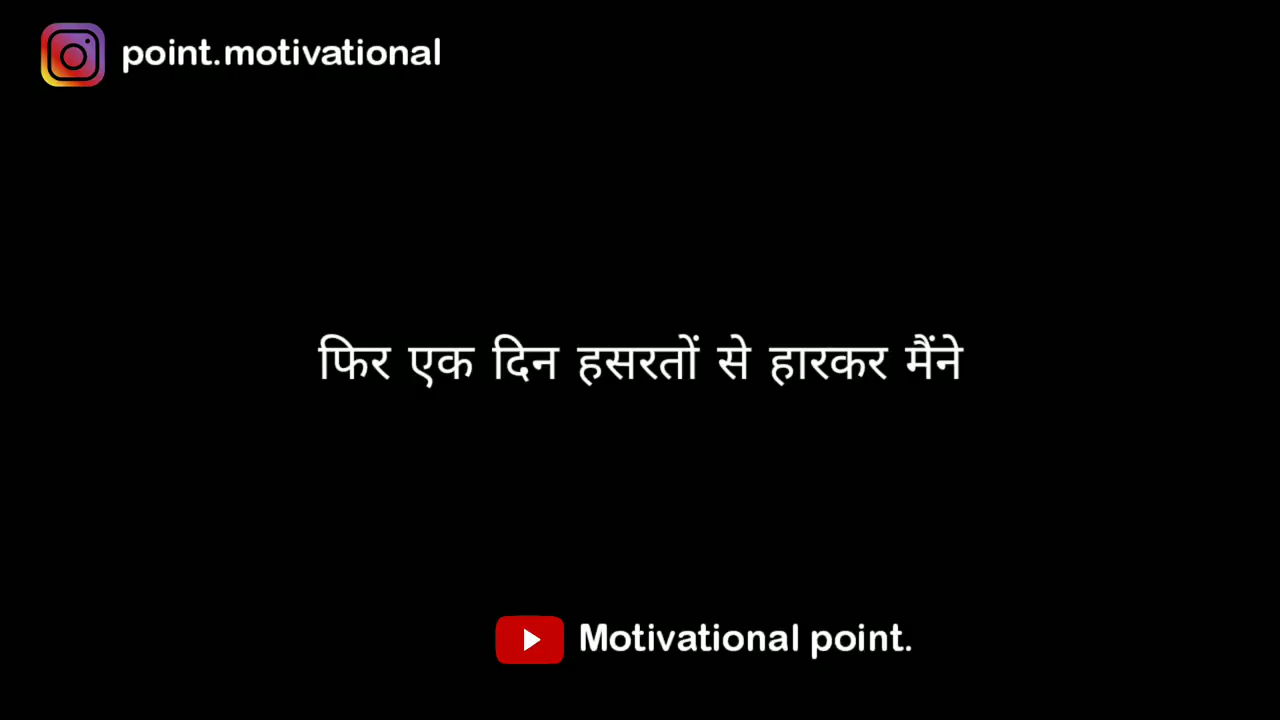 point.motivational
फिर एक दिन हसरतों से हारकर मैंने
Motivational point.